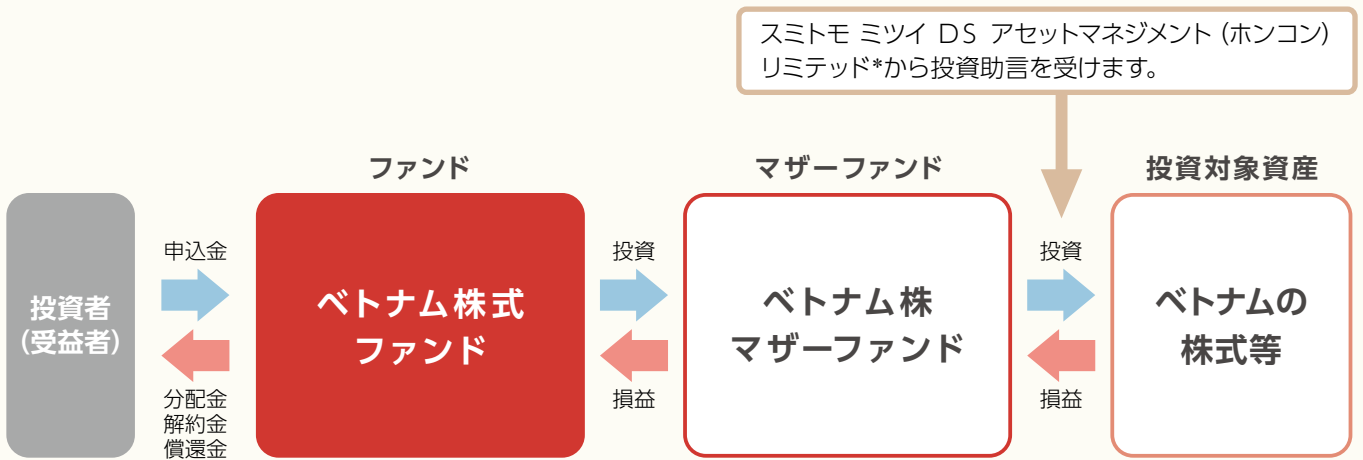 スミトモ ミツイ DS アセットマネジメント(ホンコン)
リミテッド*から投資助言を受けます。
ファンド
マザーファンド
投資対象資産
投資者
(受益者)
申込金
分配金
解約金
償還金
ベトナム株式
ファンド
投資
損益
ベトナム株
マザーファンド
投資
損益
ベトナムの
株式等